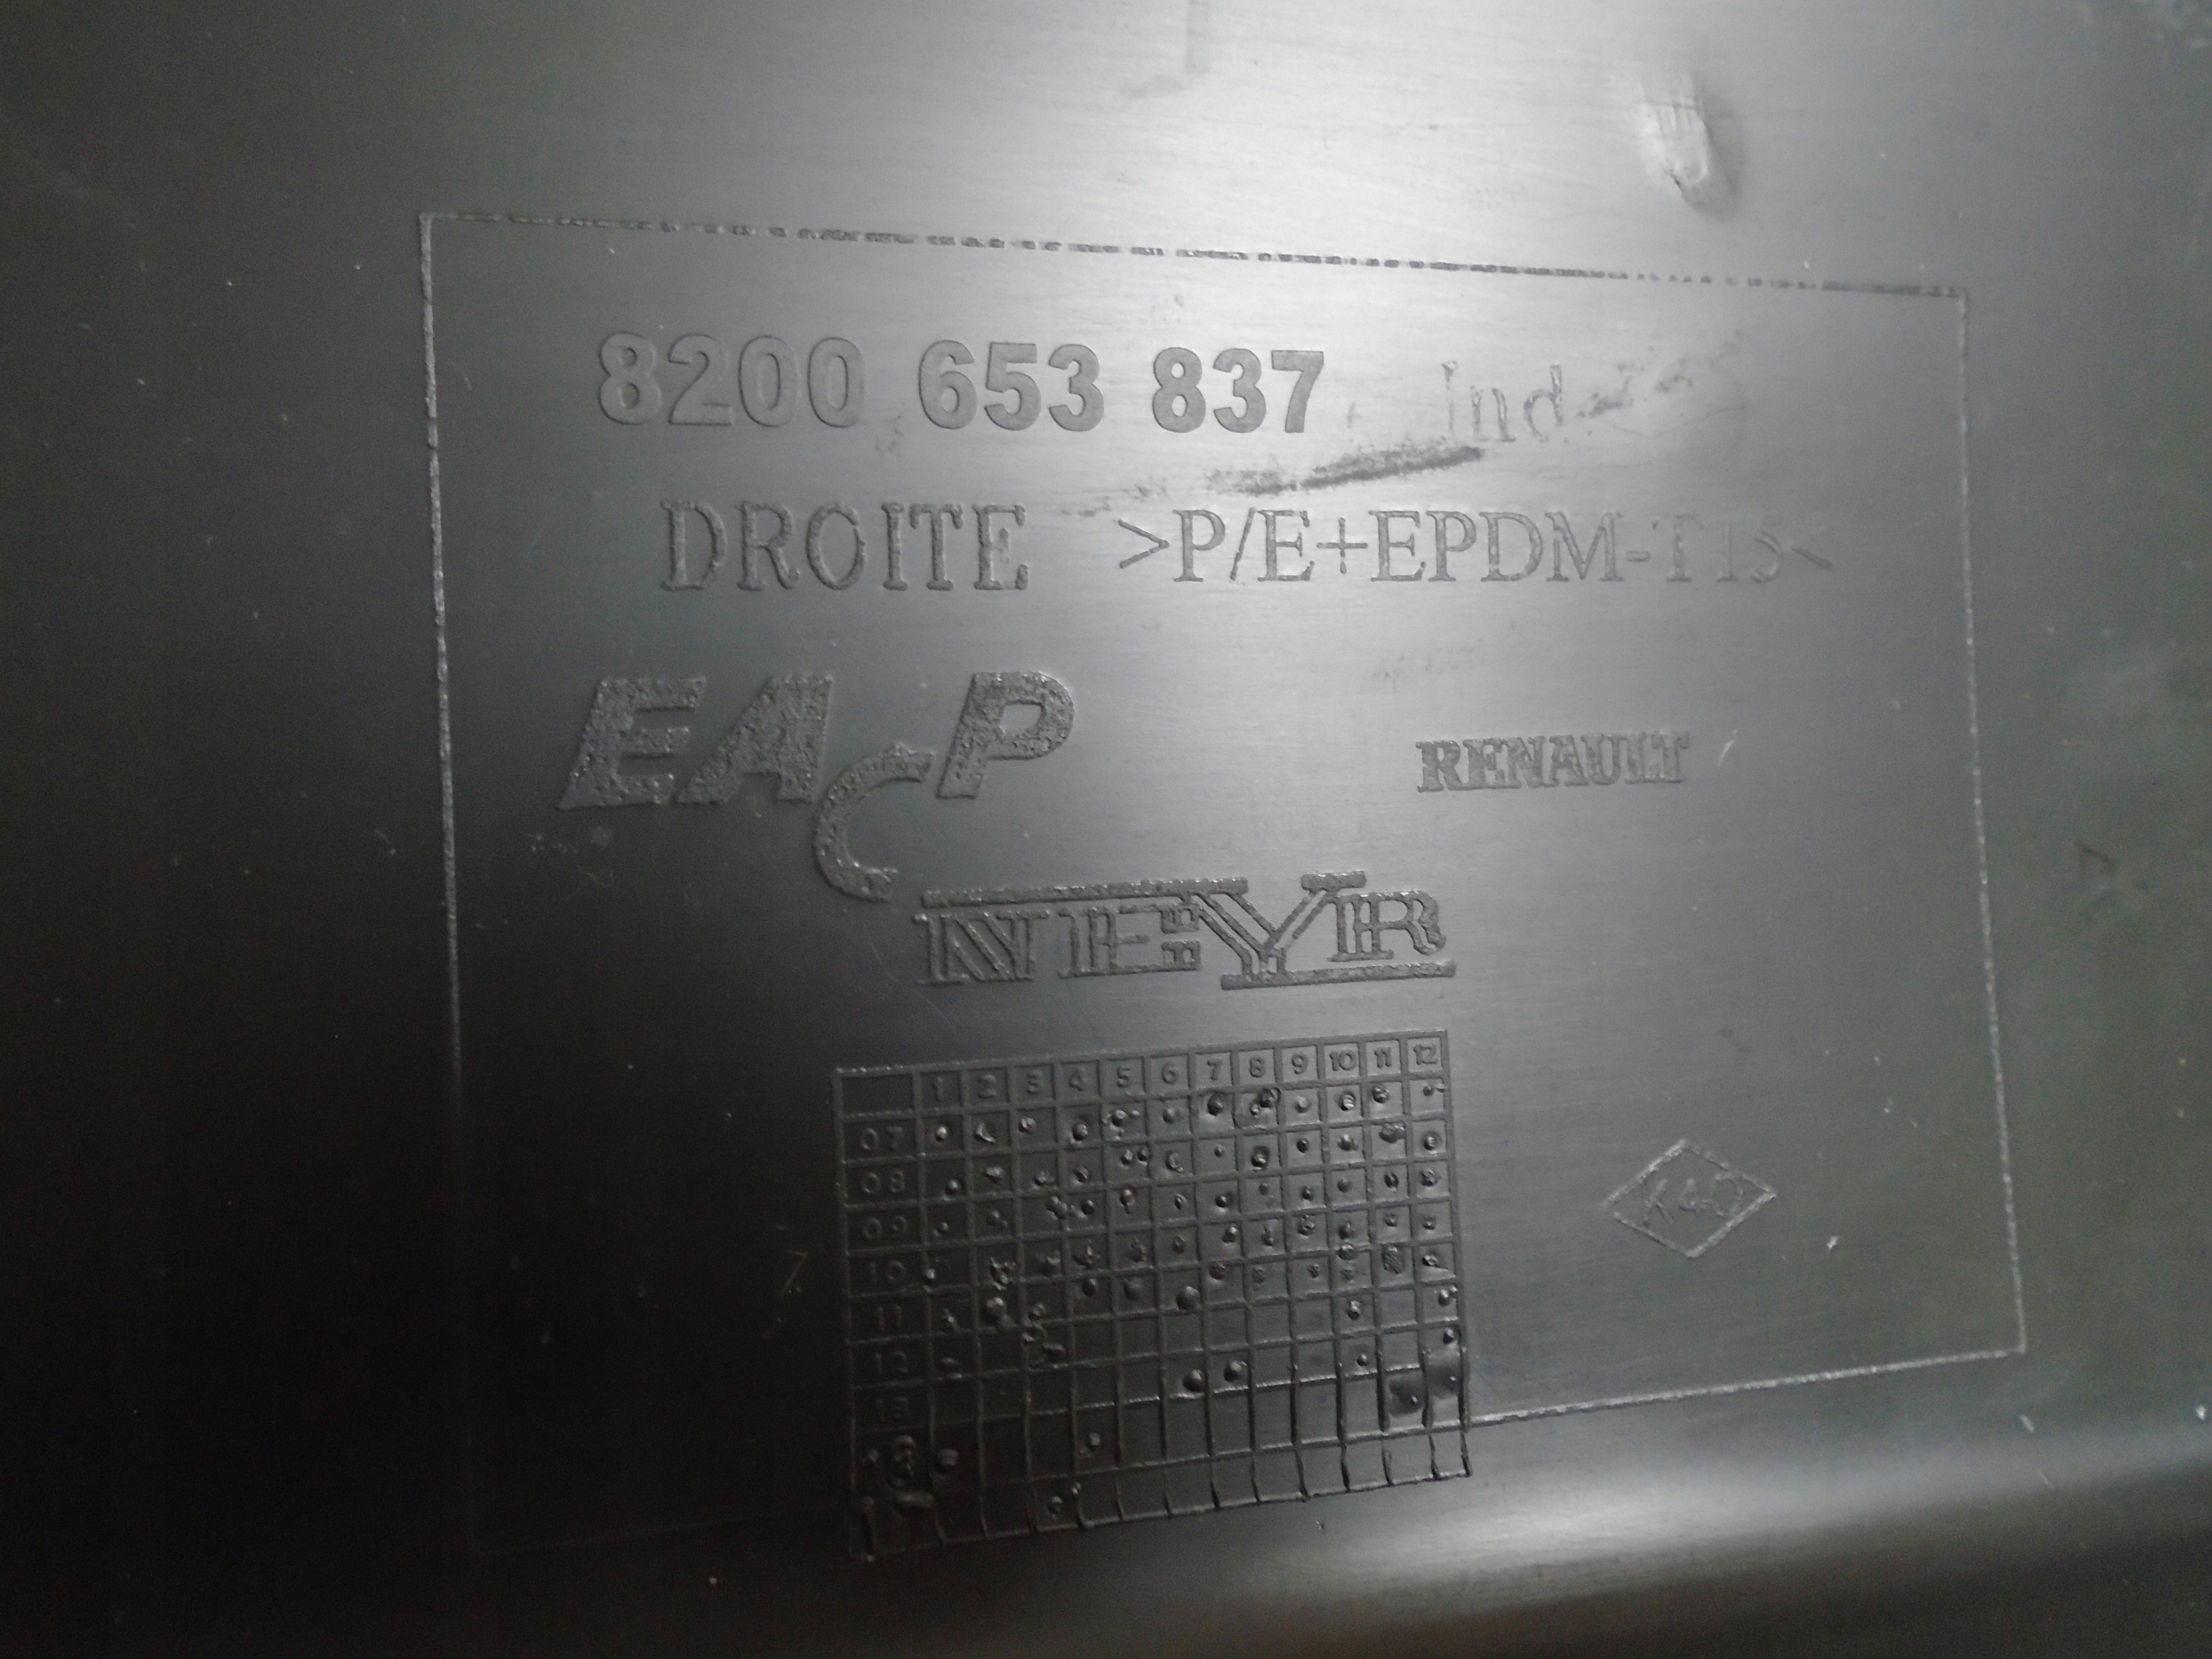 8200 653 837 Ind.
DROITE >P/E+EPDM-T15<
EACP
RENAULT
NEYR
1 2 3 4 5 6 7 8 9 10 11 12
07
08
09
10
11
12
13